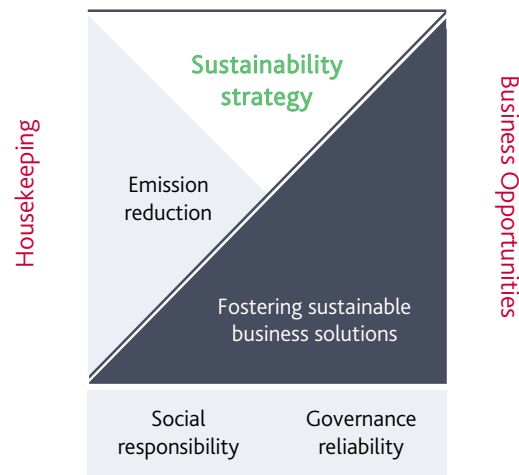 Sustainability
strategy
Housekeeping
Emission
reduction
Business Opportunities
Fostering sustainable
business solutions
Social
responsibility
Governance
reliability